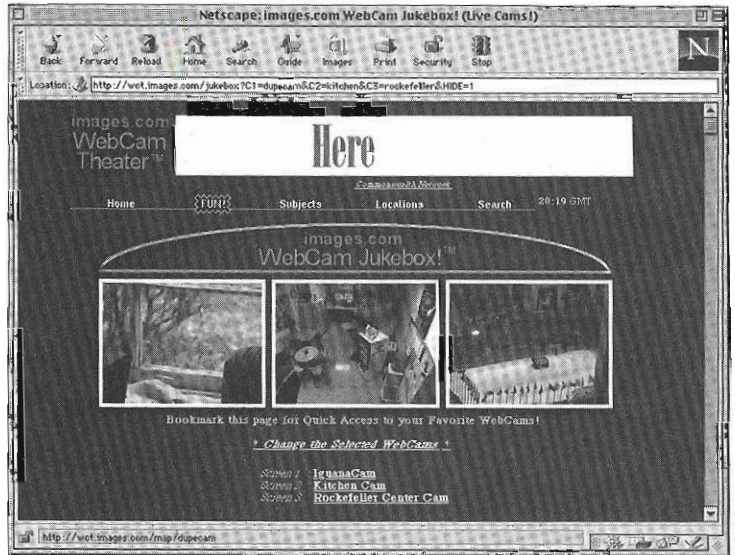 Netscape: images.com WebCam Jukebox! (Live Cams!)
Back Forward Reload Home Search Guide Images Print Security Stop
N
Location: http://wct.images.com/jukebox?C1=dupecam&C2=kitchen&C3=rockefeller&HIDE=1
images.com
WebCam
Theater™
Here
Commonwealth Network
Home {FUN!} Subjects Locations Search 20:19 GMT
images.com
WebCam Jukebox!™
Bookmark this page for Quick Access to your Favorite WebCams!
* Change the Selected WebCams *
Screen 1 IguanaCam
Screen 2 Kitchen Cam
Screen 3 Rockefeller Center Cam
http://wct.images.com/map/dupecam